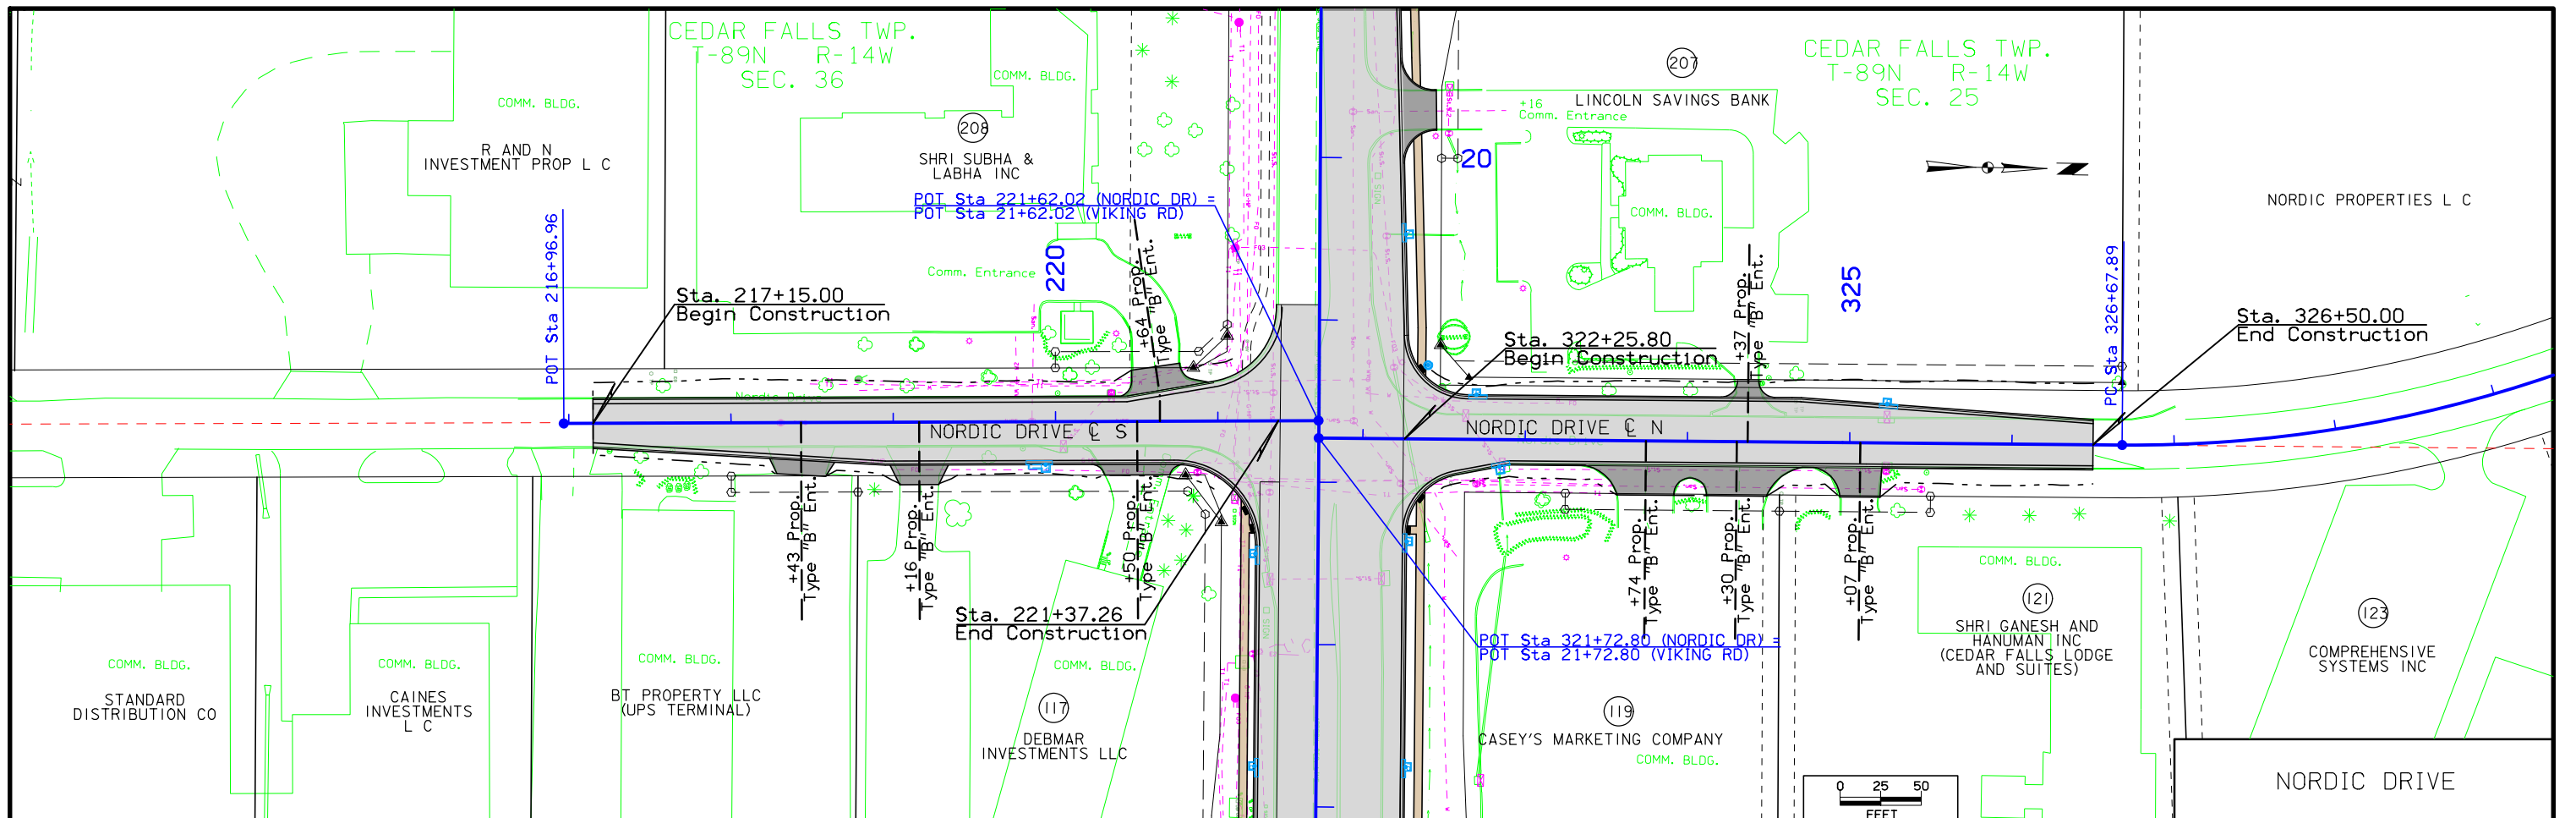 CEDAR FALLS TWP.
T-89N R-14W
SEC. 36
CEDAR FALLS TWP.
T-89N R-14W
SEC. 25
COMM. BLDG.
R AND N
INVESTMENT PROP L C
COMM. BLDG.
208
SHRI SUBHA &
LABHA INC
207
LINCOLN SAVINGS BANK
+16
Comm. Entrance
20
COMM. BLDG.
NORDIC PROPERTIES L C
POT Sta 221+62.02 (NORDIC DR) =
POT Sta 21+62.02 (VIKING RD)
POT Sta 216+96.96
Sta. 217+15.00
Begin Construction
Comm. Entrance
220
+64 Prop.
Type "B" Ent.
Sta. 322+25.80
Begin Construction
+37 Prop.
Type "B" Ent.
325
PC Sta 326+67.89
Sta. 326+50.00
End Construction
Nordic Drive
NORDIC DRIVE ℄ S
NORDIC DRIVE ℄ N
+43 Prop.
Type "B" Ent.
+16 Prop.
Type "B" Ent.
+50 Prop.
Type "B" Ent.
+74 Prop.
Type "B" Ent.
+30 Prop.
Type "B" Ent.
+07 Prop.
Type "B" Ent.
Sta. 221+37.26
End Construction
POT Sta 321+72.80 (NORDIC DR) =
POT Sta 21+72.80 (VIKING RD)
COMM. BLDG.
STANDARD
DISTRIBUTION CO
COMM. BLDG.
CAINES
INVESTMENTS
L C
COMM. BLDG.
BT PROPERTY LLC
(UPS TERMINAL)
COMM. BLDG.
117
DEBMAR
INVESTMENTS LLC
119
CASEY'S MARKETING COMPANY
COMM. BLDG.
COMM. BLDG.
121
SHRI GANESH AND
HANUMAN INC
(CEDAR FALLS LODGE
AND SUITES)
123
COMPREHENSIVE
SYSTEMS INC
0 25 50
FEET
NORDIC DRIVE